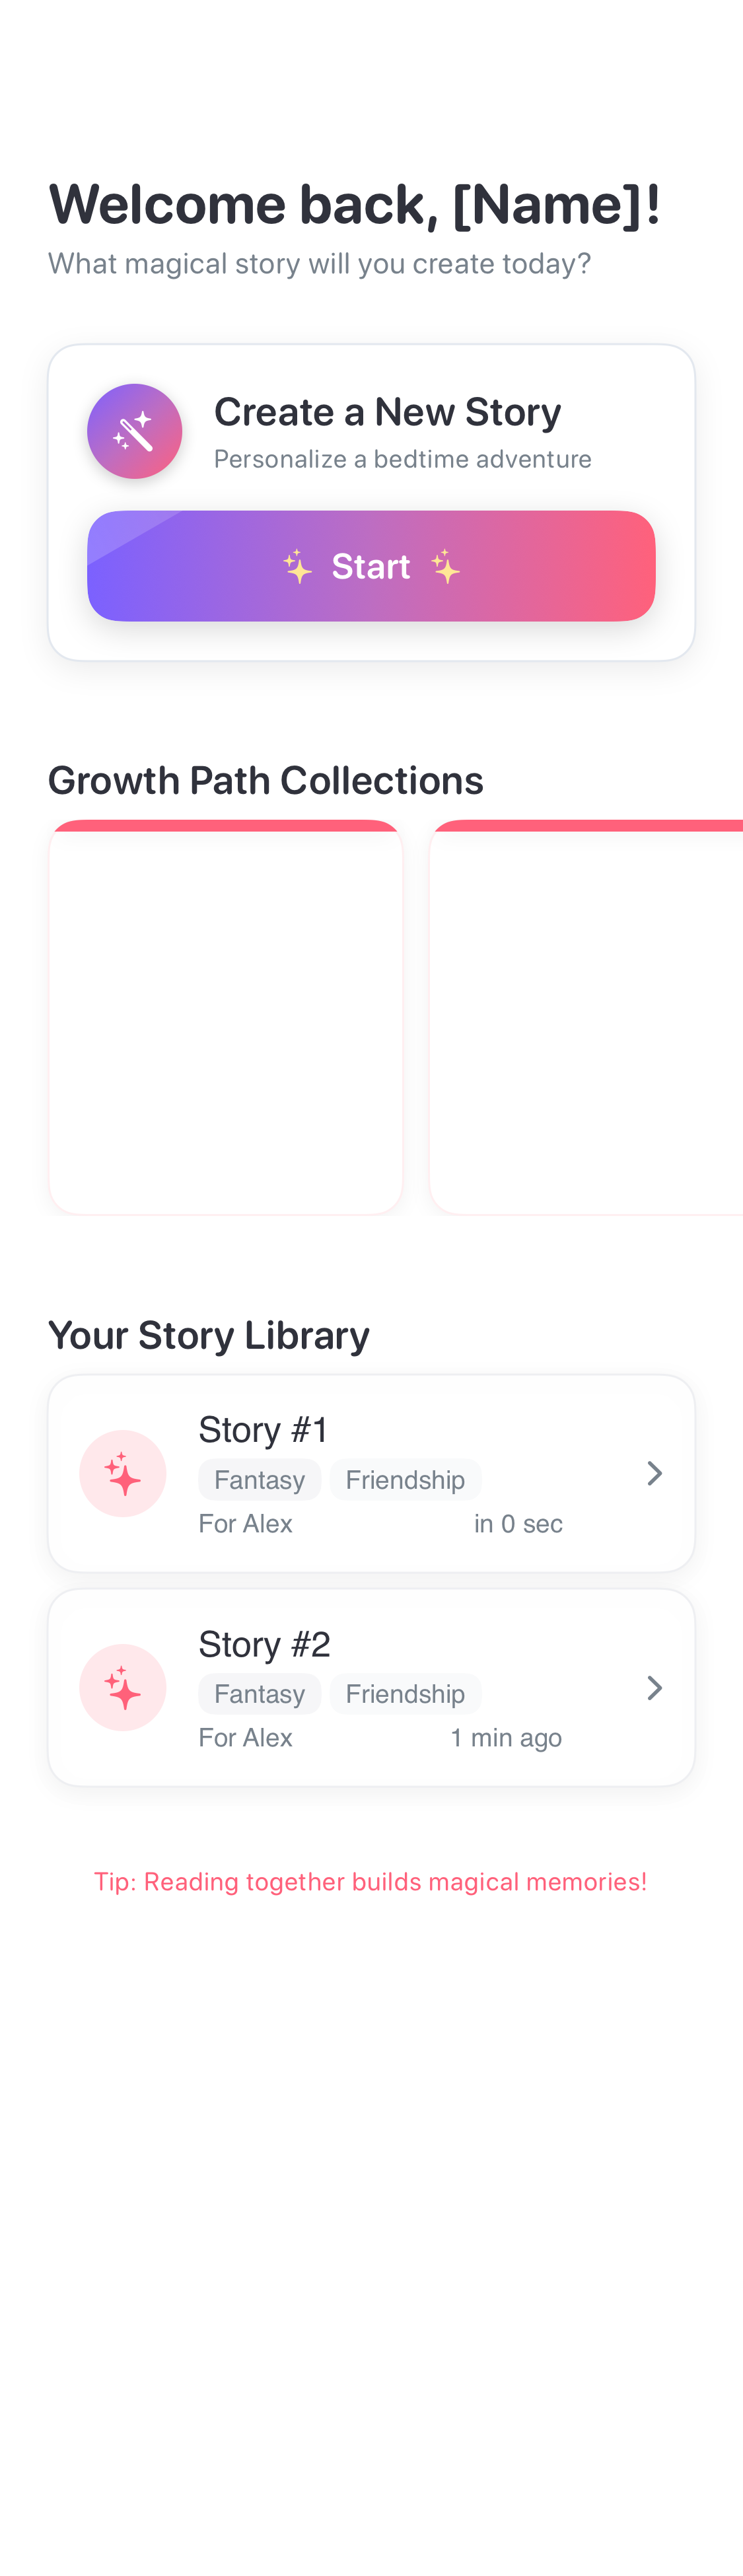 Welcome back, [Name]!
What magical story will you create today?
Create a New Story
Personalize a bedtime adventure
Start
Growth Path Collections
Your Story Library
Story #1
Fantasy Friendship
For Alex in 0 sec
Story #2
Fantasy Friendship
For Alex 1 min ago
Tip: Reading together builds magical memories!